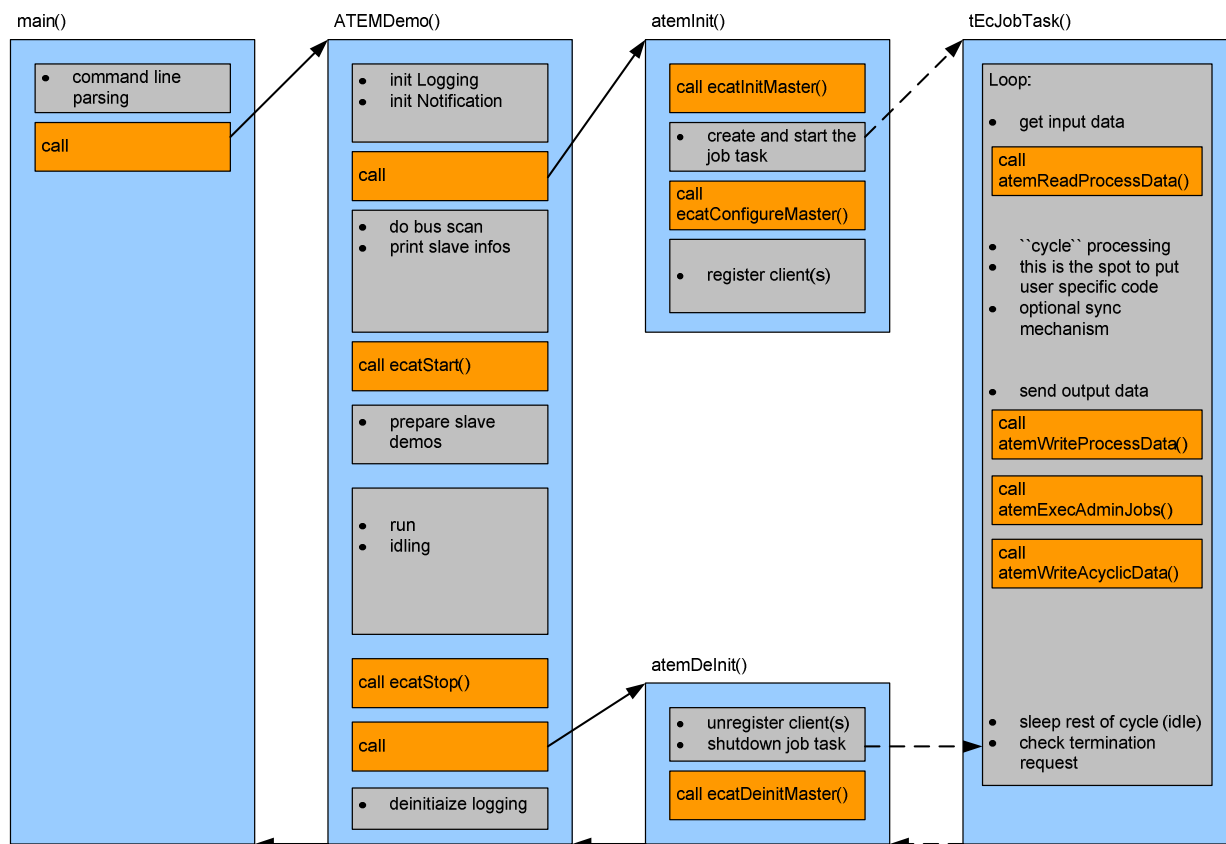 main()
command line
parsing
call
ATEMDemo()
init Logging
init Notification
call
do bus scan
print slave infos
call ecatStart()
prepare slave
demos
run
idling
call ecatStop()
call
deinitiaize logging
atemInit()
call ecatInitMaster()
create and start the
job task
call
ecatConfigureMaster()
register client(s)
atemDeInit()
unregister client(s)
shutdown job task
call ecatDeinitMaster()
tEcJobTask()
Loop:
get input data
call
atemReadProcessData()
``cycle`` processing
this is the spot to put
user specific code
optional sync
mechanism
send output data
call
atemWriteProcessData()
call
atemExecAdminJobs()
call
atemWriteAcyclicData()
sleep rest of cycle (idle)
check termination
request